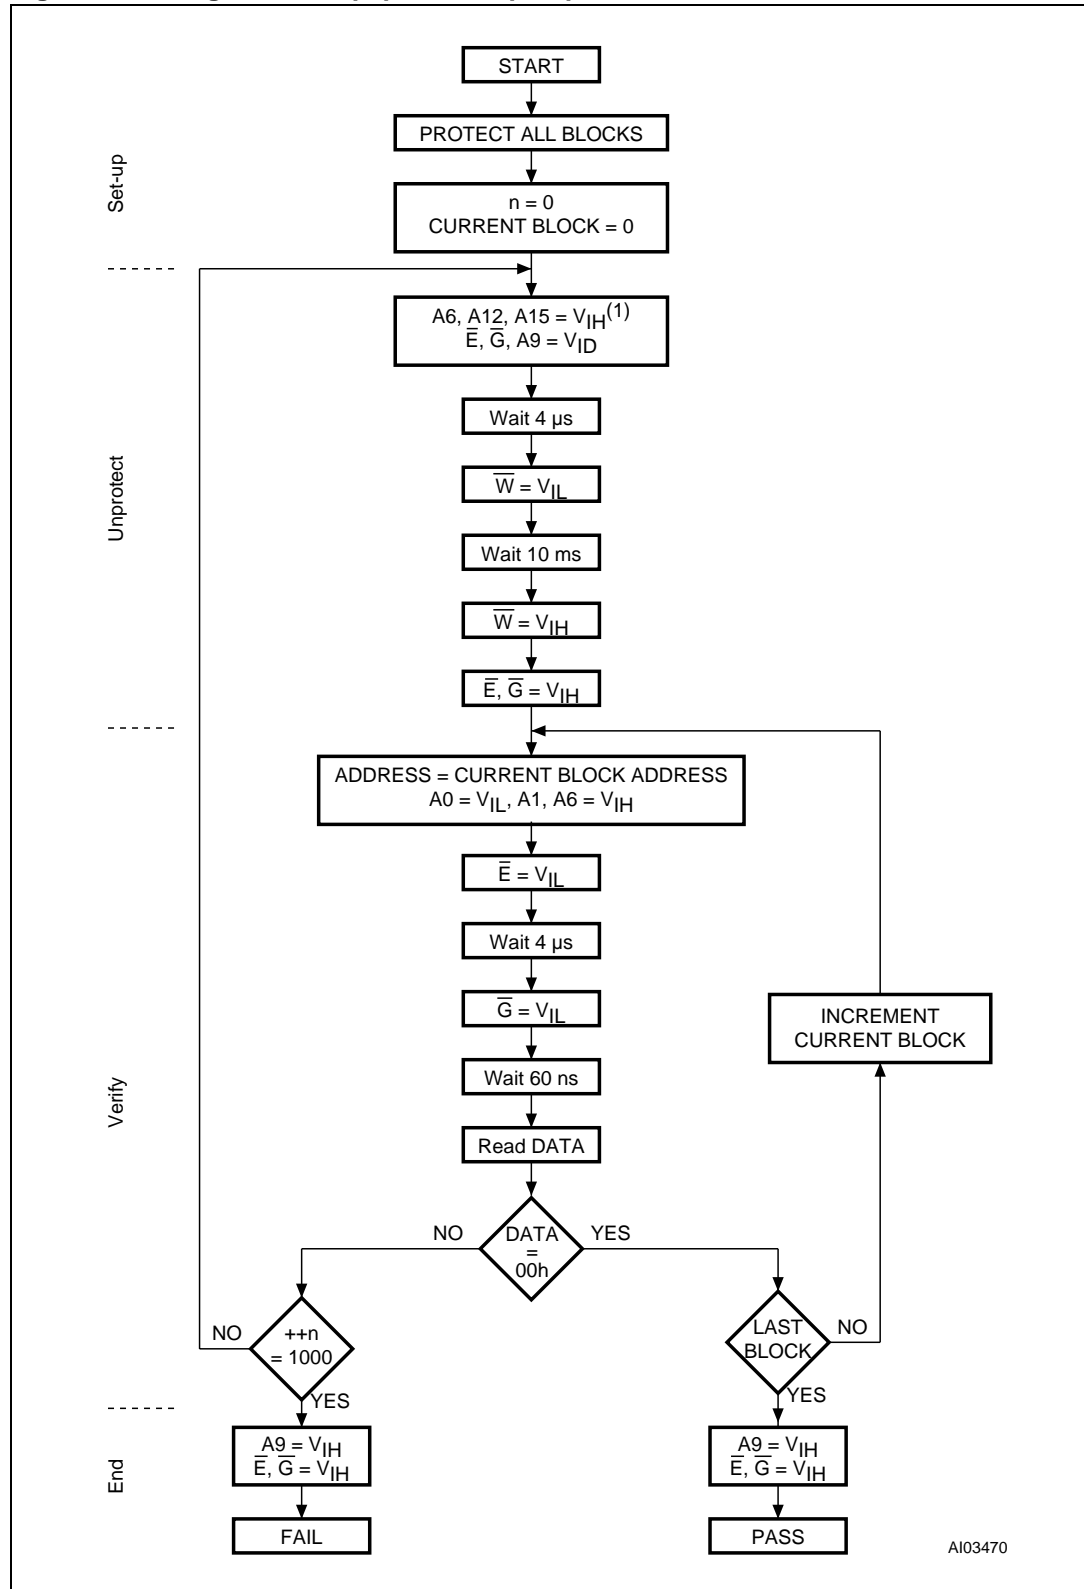 START
PROTECT ALL BLOCKS
Set-up
n = 0
CURRENT BLOCK = 0
A6, A12, A15 = VIH(1)
E̅, G̅, A9 = VID
Wait 4 µs
W̅ = VIL
Unprotect
Wait 10 ms
W̅ = VIH
E̅, G̅ = VIH
ADDRESS = CURRENT BLOCK ADDRESS
A0 = VIL, A1, A6 = VIH
E̅ = VIL
Wait 4 µs
G̅ = VIL
INCREMENT
CURRENT BLOCK
Wait 60 ns
Verify
Read DATA
NO
DATA
=
00h
YES
NO
++n
= 1000
LAST
BLOCK
NO
YES
YES
End
A9 = VIH
E̅, G̅ = VIH
A9 = VIH
E̅, G̅ = VIH
FAIL
PASS
AI03470